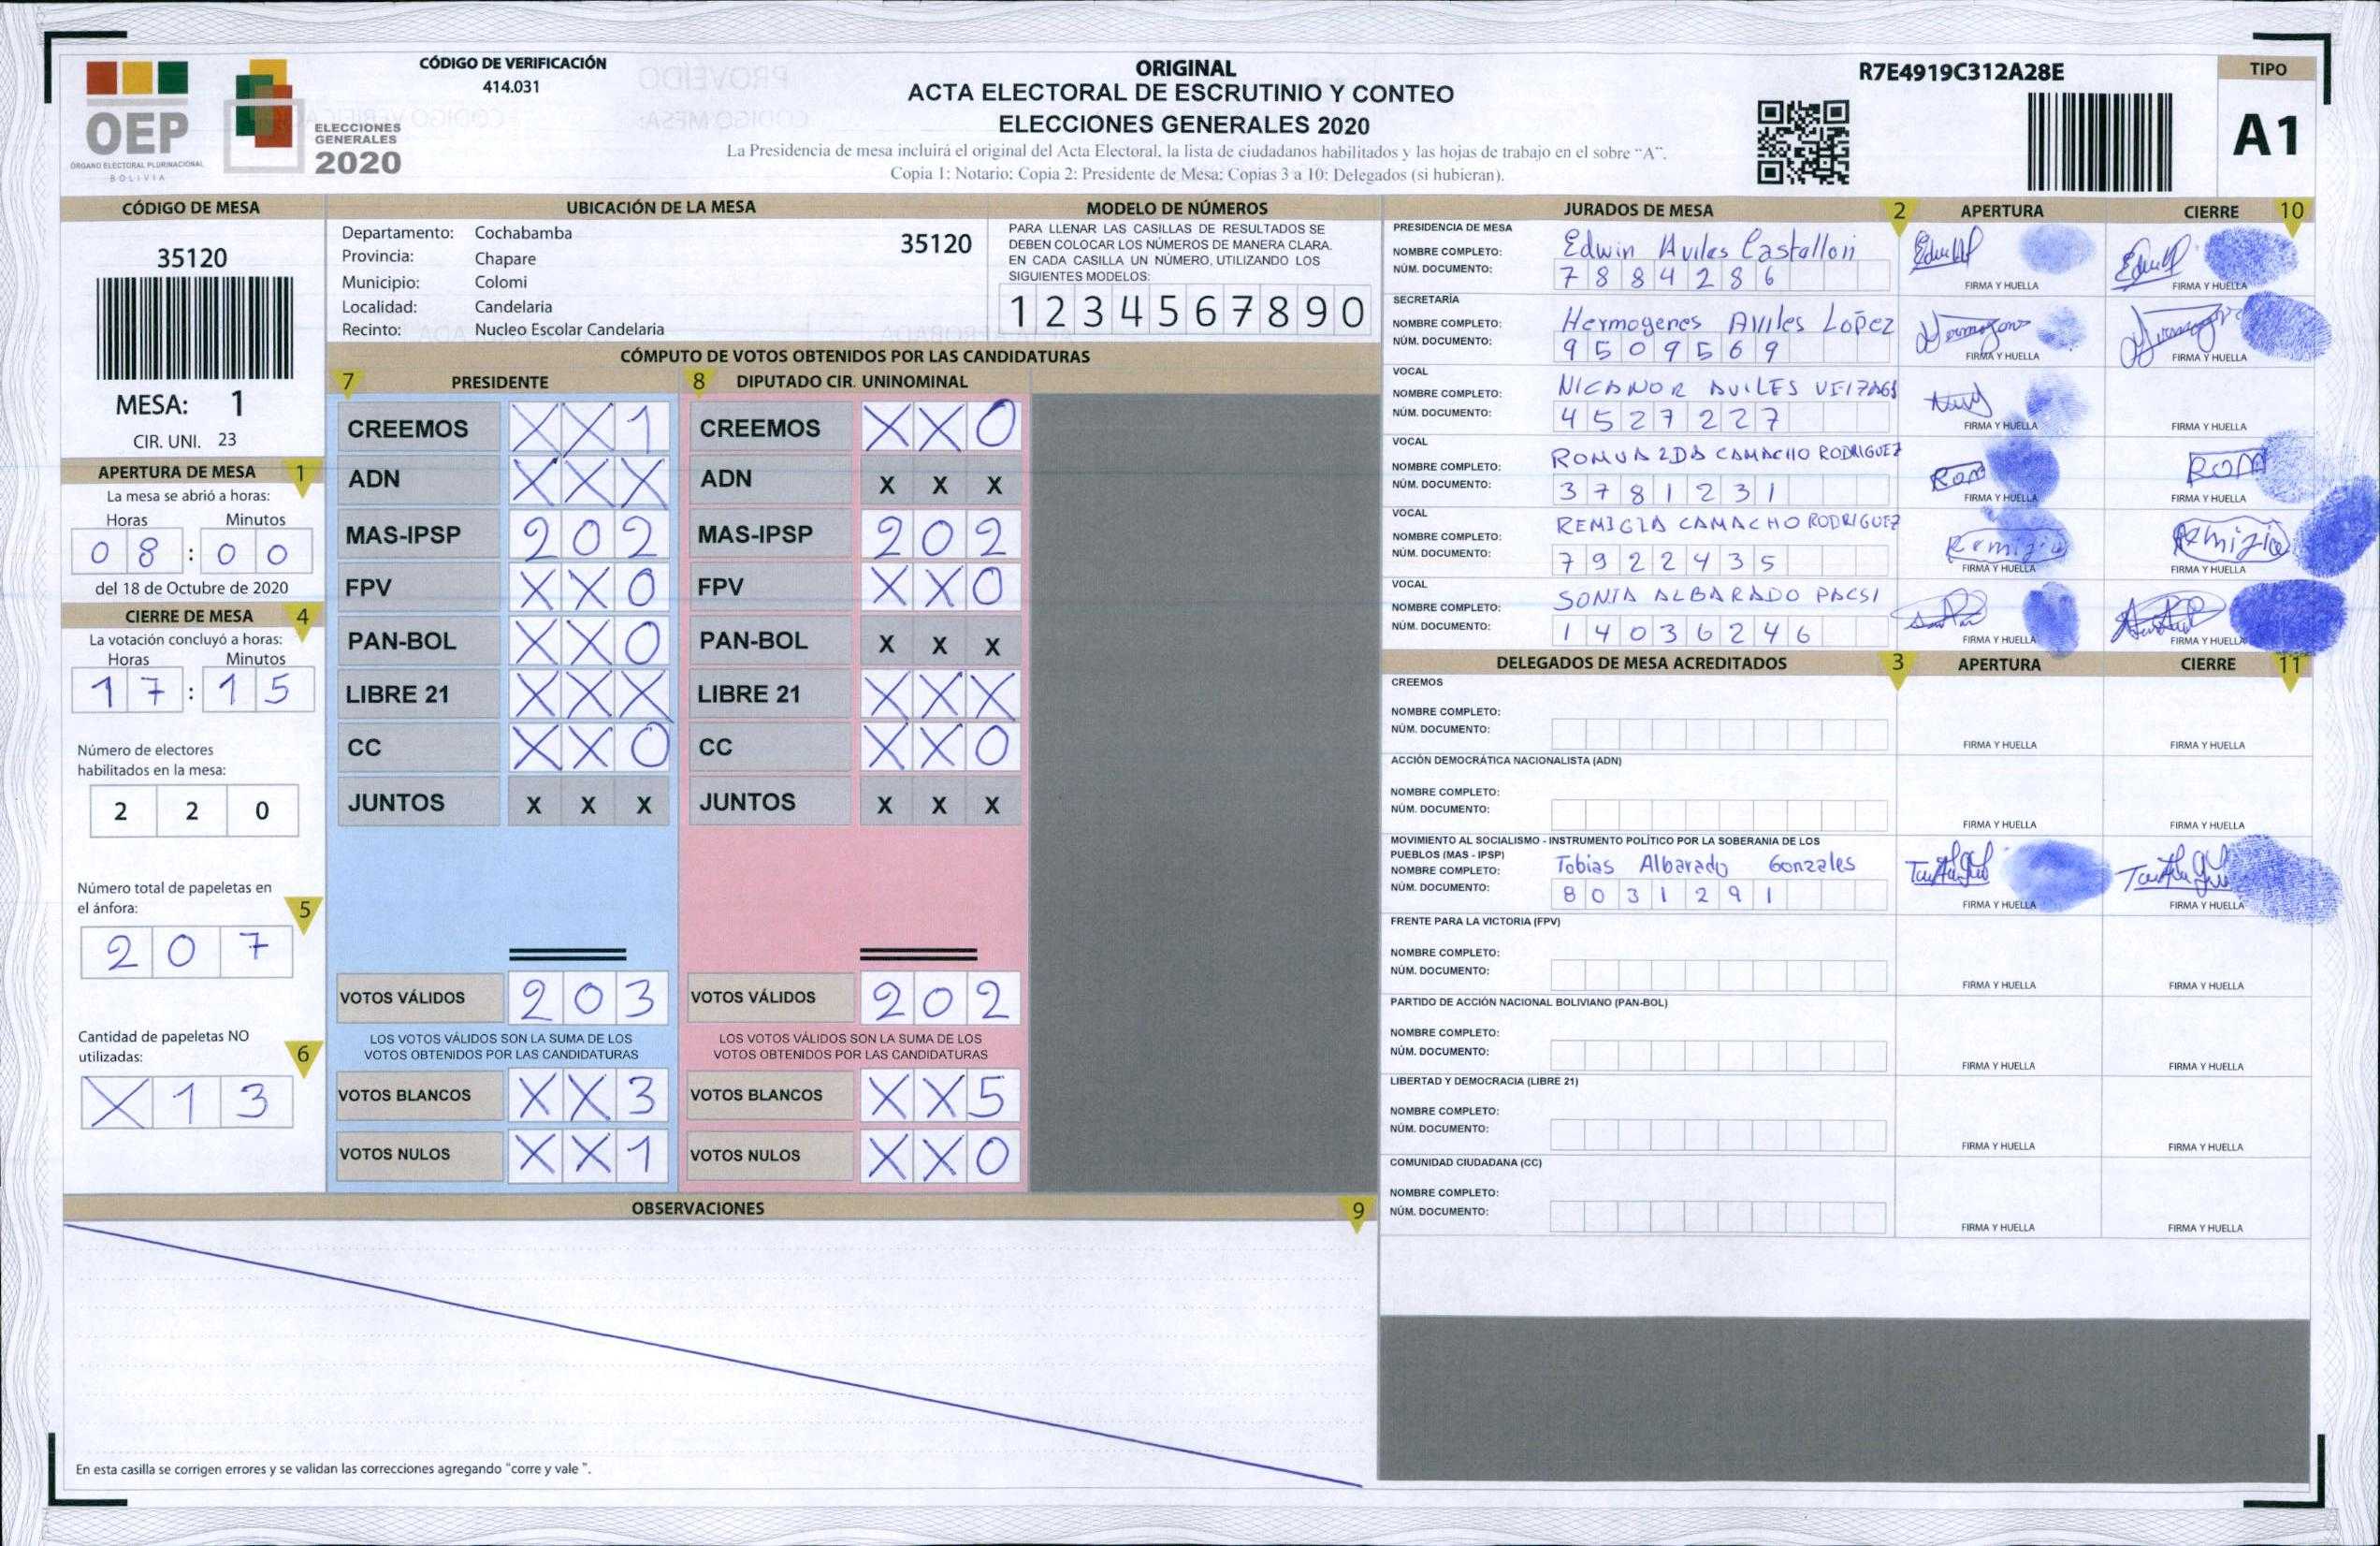 OEP
ÓRGANO ELECTORAL PLURINACIONAL
BOLIVIA
ELECCIONES
GENERALES
2020
CÓDIGO DE VERIFICACIÓN
414.031
ORIGINAL
ACTA ELECTORAL DE ESCRUTINIO Y CONTEO
ELECCIONES GENERALES 2020
La Presidencia de mesa incluirá el original del Acta Electoral, la lista de ciudadanos habilitados y las hojas de trabajo en el sobre "A".
Copia 1: Notario; Copia 2: Presidente de Mesa; Copias 3 a 10: Delegados (si hubieran).
R7E4919C312A28E
TIPO
A1
CÓDIGO DE MESA
35120
MESA: 1
CIR. UNI. 23
APERTURA DE MESA 1
La mesa se abrió a horas:
Horas Minutos
0 8 : 0 0
del 18 de Octubre de 2020
CIERRE DE MESA 4
La votación concluyó a horas:
Horas Minutos
1 7 : 1 5
Número de electores
habilitados en la mesa:
2 2 0
Número total de papeletas en
el ánfora: 5
2 0 7
Cantidad de papeletas NO
utilizadas: 6
X 1 3
UBICACIÓN DE LA MESA
Departamento: Cochabamba
35120
Provincia: Chapare
Municipio: Colomi
Localidad: Candelaria
Recinto: Nucleo Escolar Candelaria
MODELO DE NÚMEROS
PARA LLENAR LAS CASILLAS DE RESULTADOS SE
DEBEN COLOCAR LOS NÚMEROS DE MANERA CLARA.
EN CADA CASILLA UN NÚMERO, UTILIZANDO LOS
SIGUIENTES MODELOS:
1 2 3 4 5 6 7 8 9 0
CÓMPUTO DE VOTOS OBTENIDOS POR LAS CANDIDATURAS
7 PRESIDENTE
CREEMOS X X 1
ADN X X X
MAS-IPSP 2 0 2
FPV X X 0
PAN-BOL X X 0
LIBRE 21 X X X
CC X X 0
JUNTOS X X X
VOTOS VÁLIDOS 2 0 3
LOS VOTOS VÁLIDOS SON LA SUMA DE LOS
VOTOS OBTENIDOS POR LAS CANDIDATURAS
VOTOS BLANCOS X X 3
VOTOS NULOS X X 1
8 DIPUTADO CIR. UNINOMINAL
CREEMOS X X 0
ADN X X X
MAS-IPSP 2 0 2
FPV X X 0
PAN-BOL X X X
LIBRE 21 X X X
CC X X 0
JUNTOS X X X
VOTOS VÁLIDOS 2 0 2
LOS VOTOS VÁLIDOS SON LA SUMA DE LOS
VOTOS OBTENIDOS POR LAS CANDIDATURAS
VOTOS BLANCOS X X 5
VOTOS NULOS X X 0
OBSERVACIONES 9
En esta casilla se corrigen errores y se validan las correcciones agregando "corre y vale ".
JURADOS DE MESA 2 APERTURA CIERRE 10
PRESIDENCIA DE MESA
NOMBRE COMPLETO: Edwin Aviles Castellon
NÚM. DOCUMENTO: 7 8 8 4 2 8 6
FIRMA Y HUELLA FIRMA Y HUELLA
SECRETARÍA
NOMBRE COMPLETO: Hermogenes Aviles López
NÚM. DOCUMENTO: 9 5 0 9 5 6 9
FIRMA Y HUELLA FIRMA Y HUELLA
VOCAL
NOMBRE COMPLETO: NICANOR AVILES
NÚM. DOCUMENTO: 4 5 2 7 2 2 7
FIRMA Y HUELLA FIRMA Y HUELLA
VOCAL
NOMBRE COMPLETO: CAMACHO RODRIGUEZ
NÚM. DOCUMENTO: 3 7 8 1 2 3 1
FIRMA Y HUELLA FIRMA Y HUELLA
VOCAL
NOMBRE COMPLETO: REMIGIA CAMACHO RODRIGUEZ
NÚM. DOCUMENTO: 7 9 2 2 4 3 5
Remigia Remigia
FIRMA Y HUELLA FIRMA Y HUELLA
VOCAL
NOMBRE COMPLETO: SONIA ALBARADO PACSI
NÚM. DOCUMENTO: 1 4 0 3 6 2 4 6
FIRMA Y HUELLA FIRMA Y HUELLA
DELEGADOS DE MESA ACREDITADOS 3 APERTURA CIERRE 11
CREEMOS
NOMBRE COMPLETO:
NÚM. DOCUMENTO:
FIRMA Y HUELLA FIRMA Y HUELLA
ACCIÓN DEMOCRÁTICA NACIONALISTA (ADN)
NOMBRE COMPLETO:
NÚM. DOCUMENTO:
FIRMA Y HUELLA FIRMA Y HUELLA
MOVIMIENTO AL SOCIALISMO - INSTRUMENTO POLÍTICO POR LA SOBERANIA DE LOS
PUEBLOS (MAS - IPSP)
NOMBRE COMPLETO: Tobias Albarado Gonzales
NÚM. DOCUMENTO: 8 0 3 1 2 9 1
FIRMA Y HUELLA FIRMA Y HUELLA
FRENTE PARA LA VICTORIA (FPV)
NOMBRE COMPLETO:
NÚM. DOCUMENTO:
FIRMA Y HUELLA FIRMA Y HUELLA
PARTIDO DE ACCIÓN NACIONAL BOLIVIANO (PAN-BOL)
NOMBRE COMPLETO:
NÚM. DOCUMENTO:
FIRMA Y HUELLA FIRMA Y HUELLA
LIBERTAD Y DEMOCRACIA (LIBRE 21)
NOMBRE COMPLETO:
NÚM. DOCUMENTO:
FIRMA Y HUELLA FIRMA Y HUELLA
COMUNIDAD CIUDADANA (CC)
NOMBRE COMPLETO:
NÚM. DOCUMENTO:
FIRMA Y HUELLA FIRMA Y HUELLA